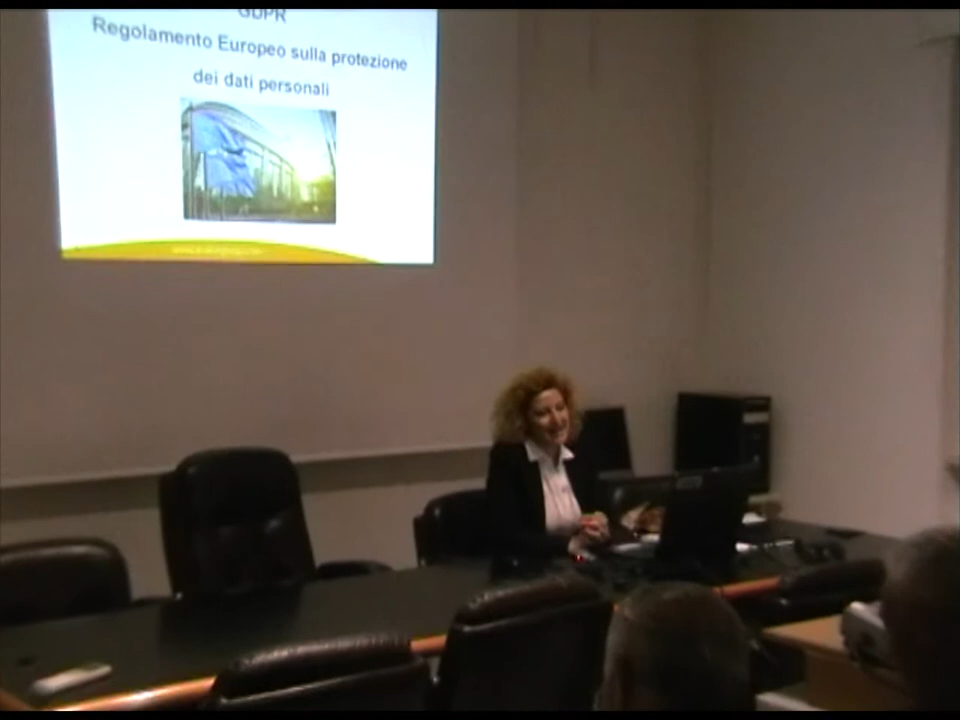 GDPR
Regolamento Europeo sulla protezione
dei dati personali